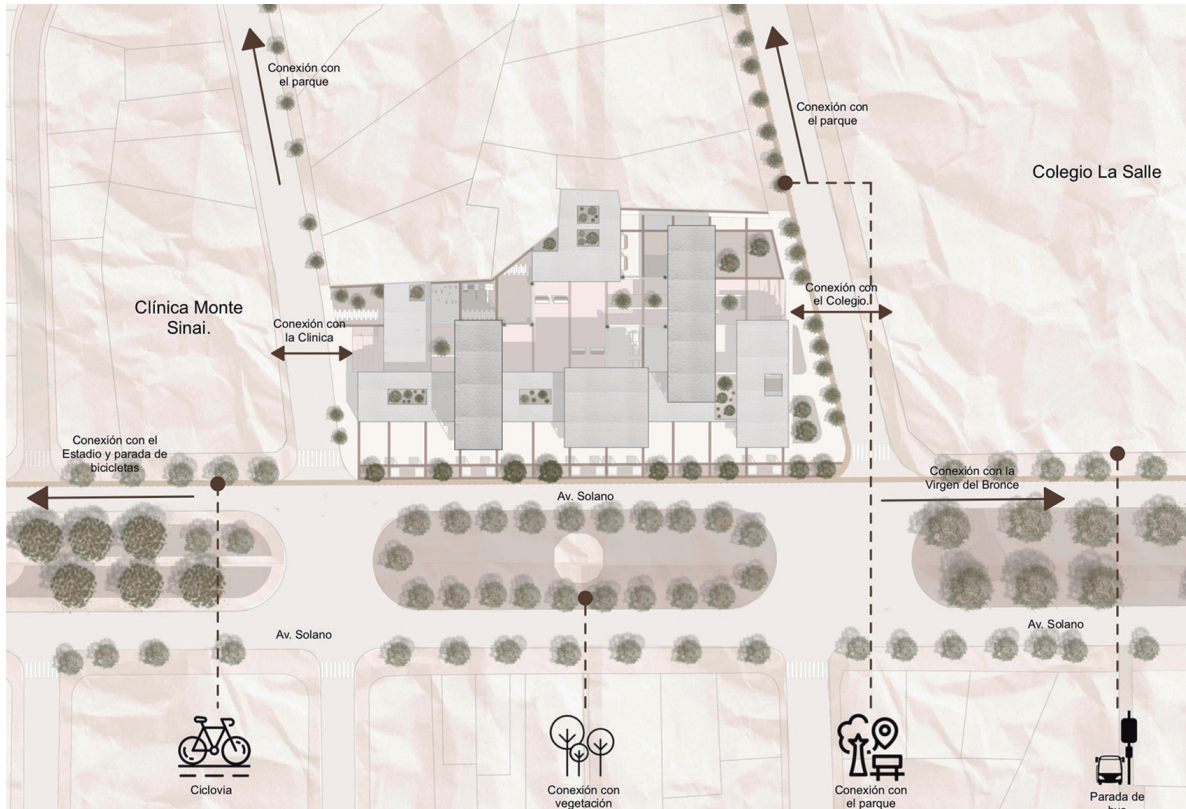 Conexión con
el parque
Conexión con
el parque
Colegio La Salle
Clínica Monte
Sinai.
Conexión con
la Clinica
Conexión con
el Colegio.
Conexión con el
Estadio y parada de
bicicletas
Conexión con la
Virgen del Bronce
Av. Solano
Av. Solano
Av. Solano
Ciclovia
Conexión con
vegetación
Conexión con
el parque
Parada de
bus